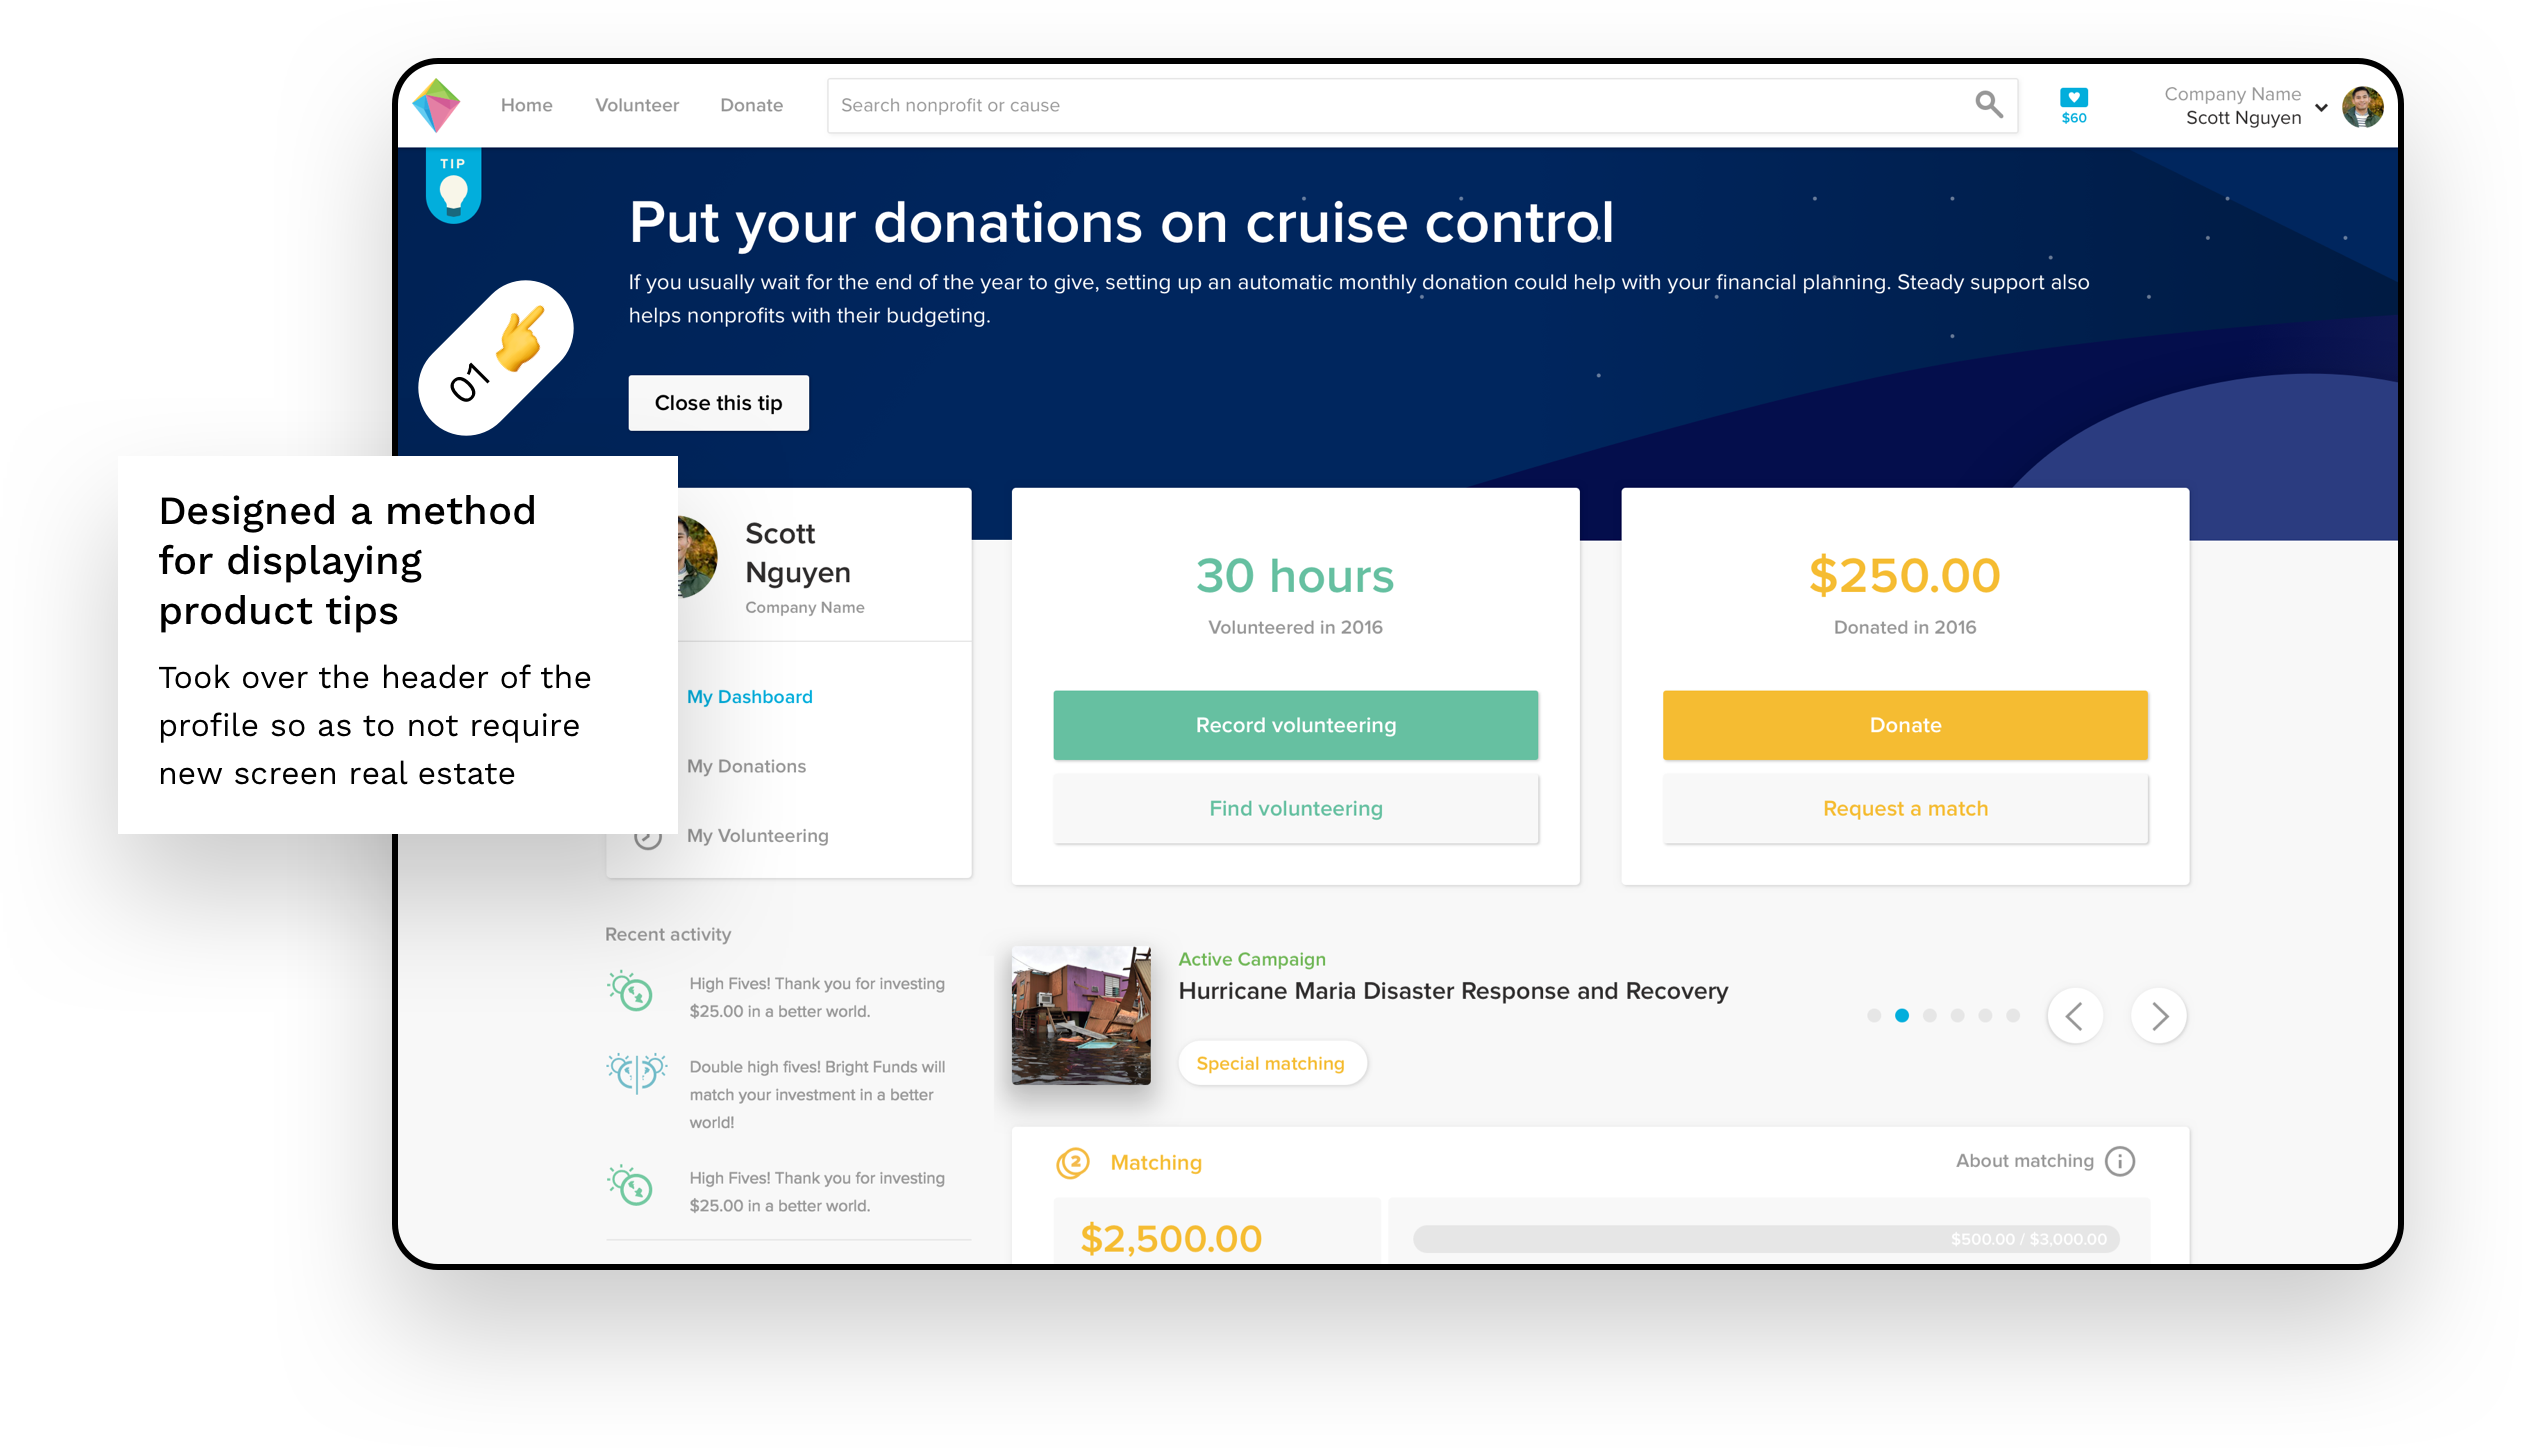 Home
Volunteer
Donate
Search nonprofit or cause
$60
Company Name
Scott Nguyen
TIP
Put your donations on cruise control
If you usually wait for the end of the year to give, setting up an automatic monthly donation could help with your financial planning. Steady support also
helps nonprofits with their budgeting.
01
Close this tip
Designed a method
for displaying
product tips
Took over the header of the
profile so as to not require
new screen real estate
Scott
Nguyen
Company Name
My Dashboard
My Donations
My Volunteering
30 hours
Volunteered in 2016
Record volunteering
Find volunteering
$250.00
Donated in 2016
Donate
Request a match
Recent activity
High Fives! Thank you for investing
$25.00 in a better world.
Double high fives! Bright Funds will
match your investment in a better
world!
High Fives! Thank you for investing
$25.00 in a better world.
Active Campaign
Hurricane Maria Disaster Response and Recovery
Special matching
2
Matching
About matching
$2,500.00
$500.00 / $3,000.00